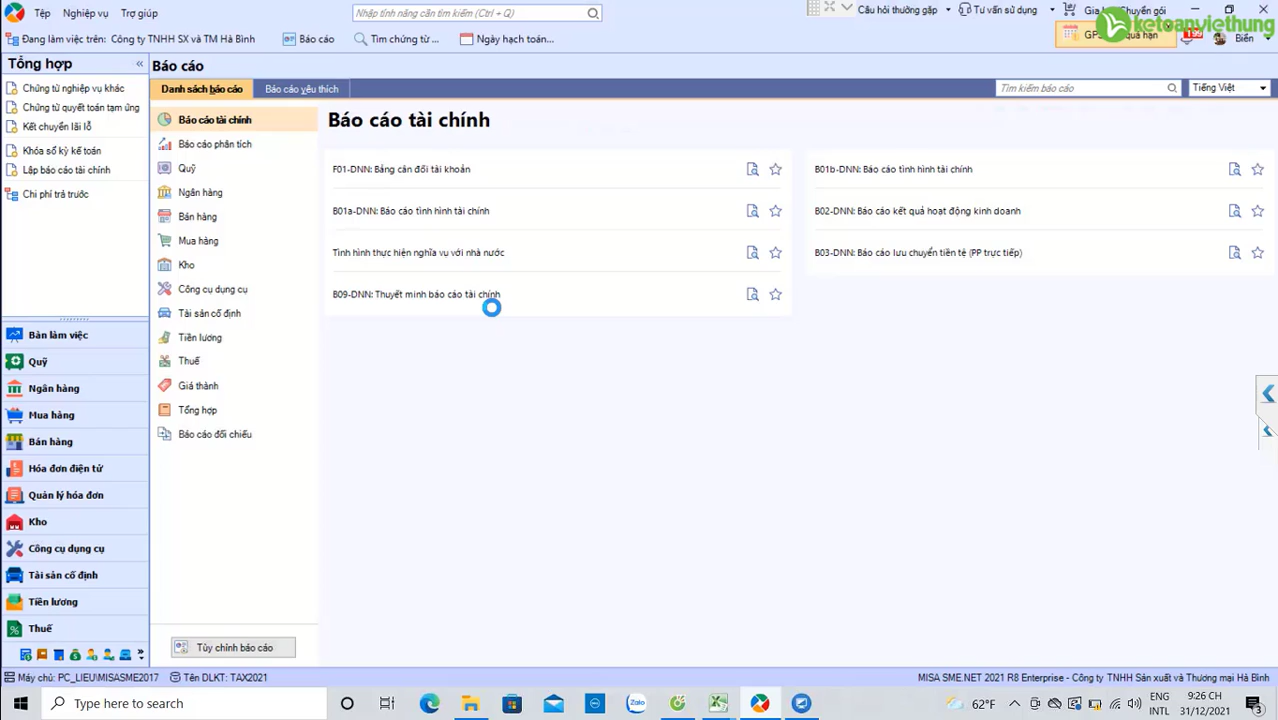 Tệp Nghiệp vụ Trợ giúp
Nhập tính năng cần tìm kiếm (Ctrl + Q)
Câu hỏi thường gặp
Tư vấn sử dụng
ketoanviethung
Đang làm việc trên: Công ty TNHH SX và TM Hà Bình
Báo cáo
Tìm chứng từ...
Ngày hạch toán...
199
Biển
Tổng hợp
«
Chứng từ nghiệp vụ khác
Chứng từ quyết toán tạm ứng
Kết chuyển lãi lỗ
Khóa sổ kỳ kế toán
Lập báo cáo tài chính
Chi phí trả trước
Bàn làm việc
Quỹ
Ngân hàng
Mua hàng
Bán hàng
Hóa đơn điện tử
Quản lý hóa đơn
Kho
Công cụ dụng cụ
Tài sản cố định
Tiền lương
Thuế
Báo cáo
Danh sách báo cáo
Báo cáo yêu thích
Tìm kiếm báo cáo
Tiếng Việt
Báo cáo tài chính
Báo cáo phân tích
Quỹ
Ngân hàng
Bán hàng
Mua hàng
Kho
Công cụ dụng cụ
Tài sản cố định
Tiền lương
Thuế
Giá thành
Tổng hợp
Báo cáo đối chiếu
Tùy chỉnh báo cáo
Báo cáo tài chính
F01-DNN: Bảng cân đối tài khoản
B01b-DNN: Báo cáo tình hình tài chính
B01a-DNN: Báo cáo tình hình tài chính
B02-DNN: Báo cáo kết quả hoạt động kinh doanh
Tình hình thực hiện nghĩa vụ với nhà nước
B03-DNN: Báo cáo lưu chuyển tiền tệ (PP trực tiếp)
B09-DNN: Thuyết minh báo cáo tài chính
Máy chủ: PC_LIEU\MISASME2017
Tên DLKT: TAX2021
MISA SME.NET 2021 R8 Enterprise - Công ty TNHH Sản xuất và Thương mại Hà Bình
Type here to search
Zalo
62°F
ENG
INTL
9:26 CH
31/12/2021
3